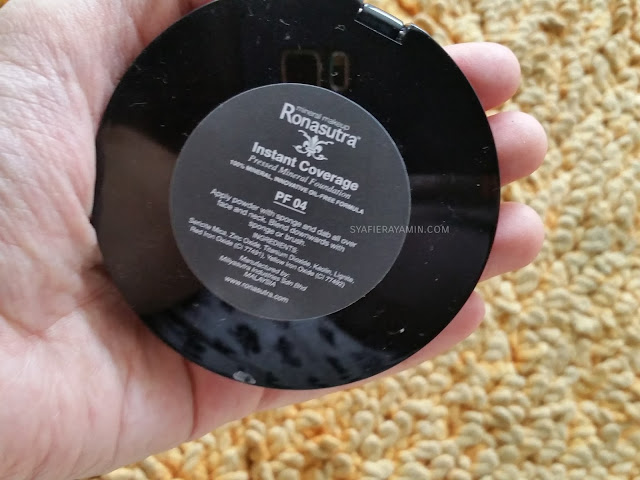 mineral makeup
Ronasutra®
Instant Coverage
Pressed Mineral Foundation
100% MINERAL, INNOVATIVE OIL-FREE FORMULA
PF 04
Apply powder with sponge and dab all over
face and neck. Blend downwards with
sponge or brush.
INGREDIENTS:
Sericite Mica, Zinc Oxide, Titanium Dioxide, Kaolin, Lignite,
Red Iron Oxide (CI 77491), Yellow Iron Oxide (CI 77492)
Manufactured by:
Industries Sdn Bhd
MALAYSIA
www.ronasutra.com
SYAFIERAYAMIN.COM